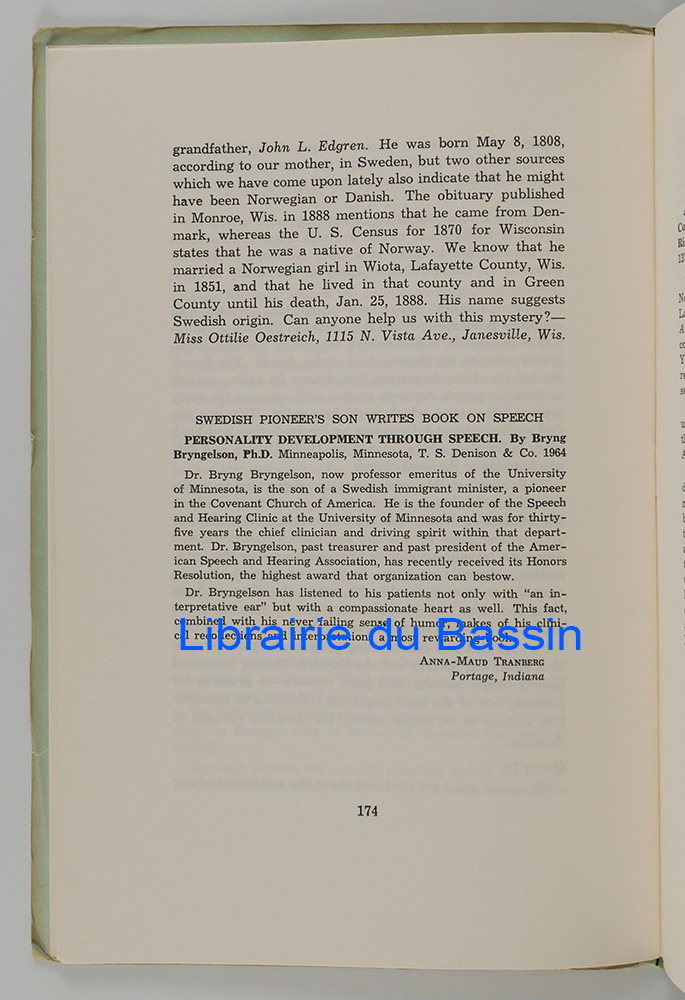 grandfather, John L. Edgren. He was born May 8, 1808,
according to our mother, in Sweden, but two other sources
which we have come upon lately also indicate that he might
have been Norwegian or Danish. The obituary published
in Monroe, Wis. in 1888 mentions that he came from Den-
mark, whereas the U. S. Census for 1870 for Wisconsin
states that he was a native of Norway. We know that he
married a Norwegian girl in Wiota, Lafayette County, Wis.
in 1851, and that he lived in that county and in Green
County until his death, Jan. 25, 1888. His name suggests
Swedish origin. Can anyone help us with this mystery?—
Miss Ottilie Oestreich, 1115 N. Vista Ave., Janesville, Wis.
SWEDISH PIONEER'S SON WRITES BOOK ON SPEECH
PERSONALITY DEVELOPMENT THROUGH SPEECH. By Bryng
Bryngelson, Ph.D. Minneapolis, Minnesota, T. S. Denison & Co. 1964
Dr. Bryng Bryngelson, now professor emeritus of the University
of Minnesota, is the son of a Swedish immigrant minister, a pioneer
in the Covenant Church of America. He is the founder of the Speech
and Hearing Clinic at the University of Minnesota and was for thirty-
five years the chief clinician and driving spirit within that depart-
ment. Dr. Bryngelson, past treasurer and past president of the Amer-
ican Speech and Hearing Association, has recently received its Honors
Resolution, the highest award that organization can bestow.
Dr. Bryngelson has listened to his patients not only with "an in-
terpretative ear" but with a compassionate heart as well. This fact,
combined with his never failing sense of humor, makes of his clini-
cal recollections and interpretations a most rewarding book.
Librairie du Bassin
ANNA-MAUD TRANBERG
Portage, Indiana
174